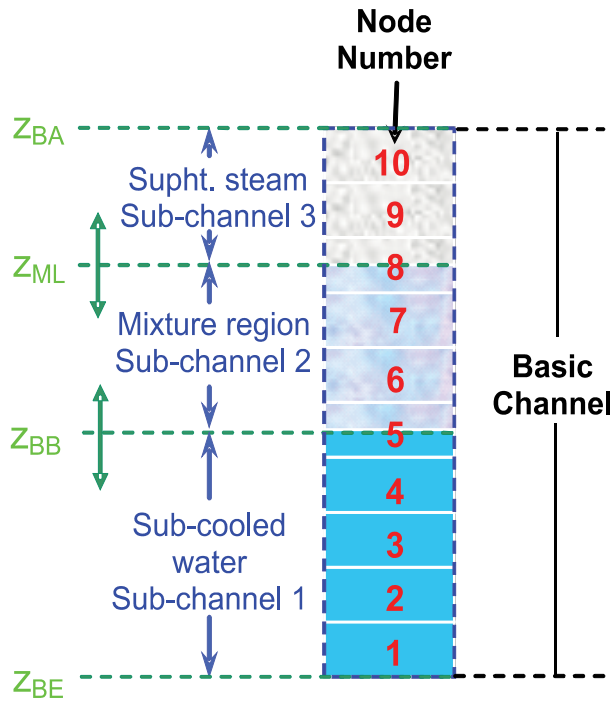 Node
Number
z_BA
Supht. steam
Sub-channel 3
z_ML
Mixture region
Sub-channel 2
z_BB
Sub-cooled
water
Sub-channel 1
z_BE
10
9
8
7
6
5
4
3
2
1
Basic
Channel